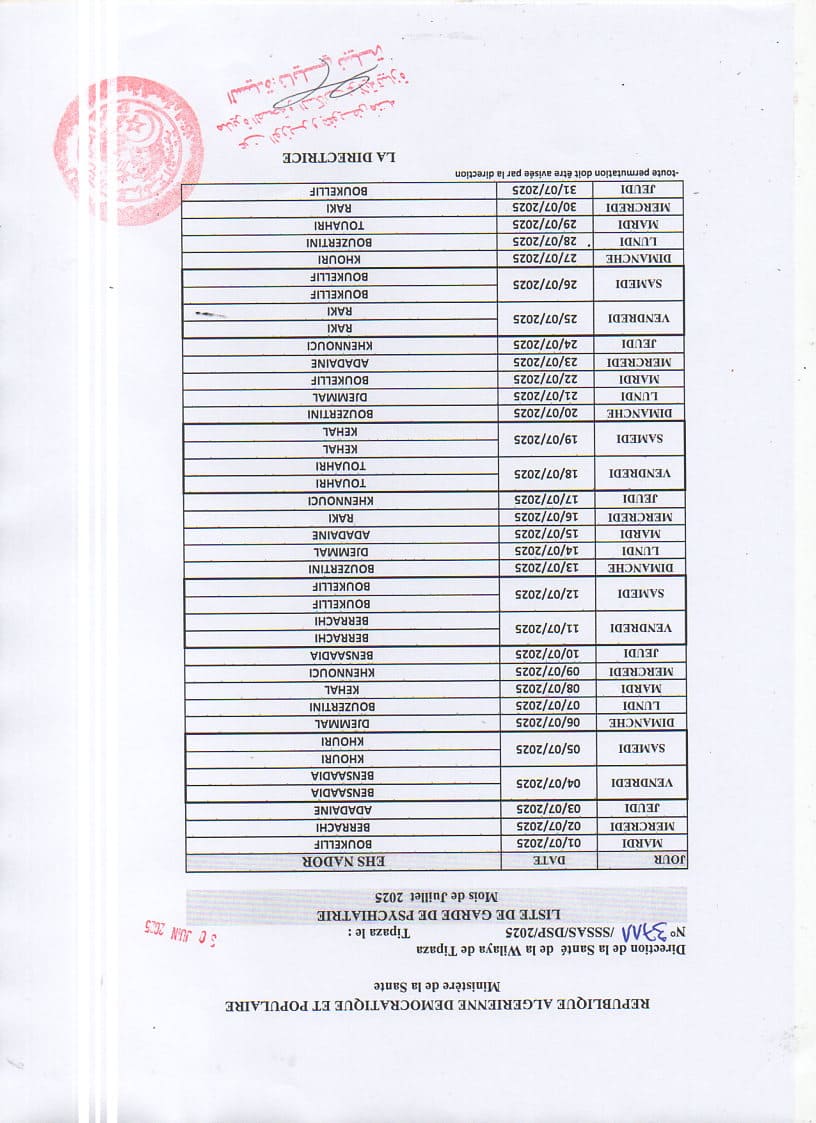 REPUBLIQUE ALGERIENNE DEMOCRATIQUE ET POPULAIRE
Ministère de la Sante
Direction de la Santé de la Wilaya de Tipaza
N° 3711 /SSSAS/DSP/2025 Tipaza le : 30 JUIN 2025
LISTE DE GARDE DE PSYCHIATRIE
Mois de Juillet 2025
JOUR DATE EHS NADOR
MARDI 01/07/2025 BOUKELLIF
MERCREDI 02/07/2025 BERRACHI
JEUDI 03/07/2025 ADADAINE
VENDREDI 04/07/2025 BENSAADIA
BENSAADIA
SAMEDI 05/07/2025 KHOURI
KHOURI
DIMANCHE 06/07/2025 DJEMMAL
LUNDI 07/07/2025 BOUZERTINI
MARDI 08/07/2025 KEHAL
MERCREDI 09/07/2025 KHENNOUCI
JEUDI 10/07/2025 BENSAADIA
VENDREDI 11/07/2025 BERRACHI
BERRACHI
SAMEDI 12/07/2025 BOUKELLIF
BOUKELLIF
DIMANCHE 13/07/2025 BOUZERTINI
LUNDI 14/07/2025 DJEMMAL
MARDI 15/07/2025 ADADAINE
MERCREDI 16/07/2025 RAKI
JEUDI 17/07/2025 KHENNOUCI
VENDREDI 18/07/2025 TOUAHRI
TOUAHRI
SAMEDI 19/07/2025 KEHAL
KEHAL
DIMANCHE 20/07/2025 BOUZERTINI
LUNDI 21/07/2025 DJEMMAL
MARDI 22/07/2025 BOUKELLIF
MERCREDI 23/07/2025 ADADAINE
JEUDI 24/07/2025 KHENNOUCI
VENDREDI 25/07/2025 RAKI
RAKI
SAMEDI 26/07/2025 BOUKELLIF
BOUKELLIF
DIMANCHE 27/07/2025 KHOURI
LUNDI 28/07/2025 BOUZERTINI
MARDI 29/07/2025 TOUAHRI
MERCREDI 30/07/2025 RAKI
JEUDI 31/07/2025 BOUKELLIF
-toute permutation doit être avisée par la direction
LA DIRECTRICE
عن الوزير و بتفويض منه
مديرة الصحة و السكان لولاية تيبازة
السيدة: نايلي نبيلة